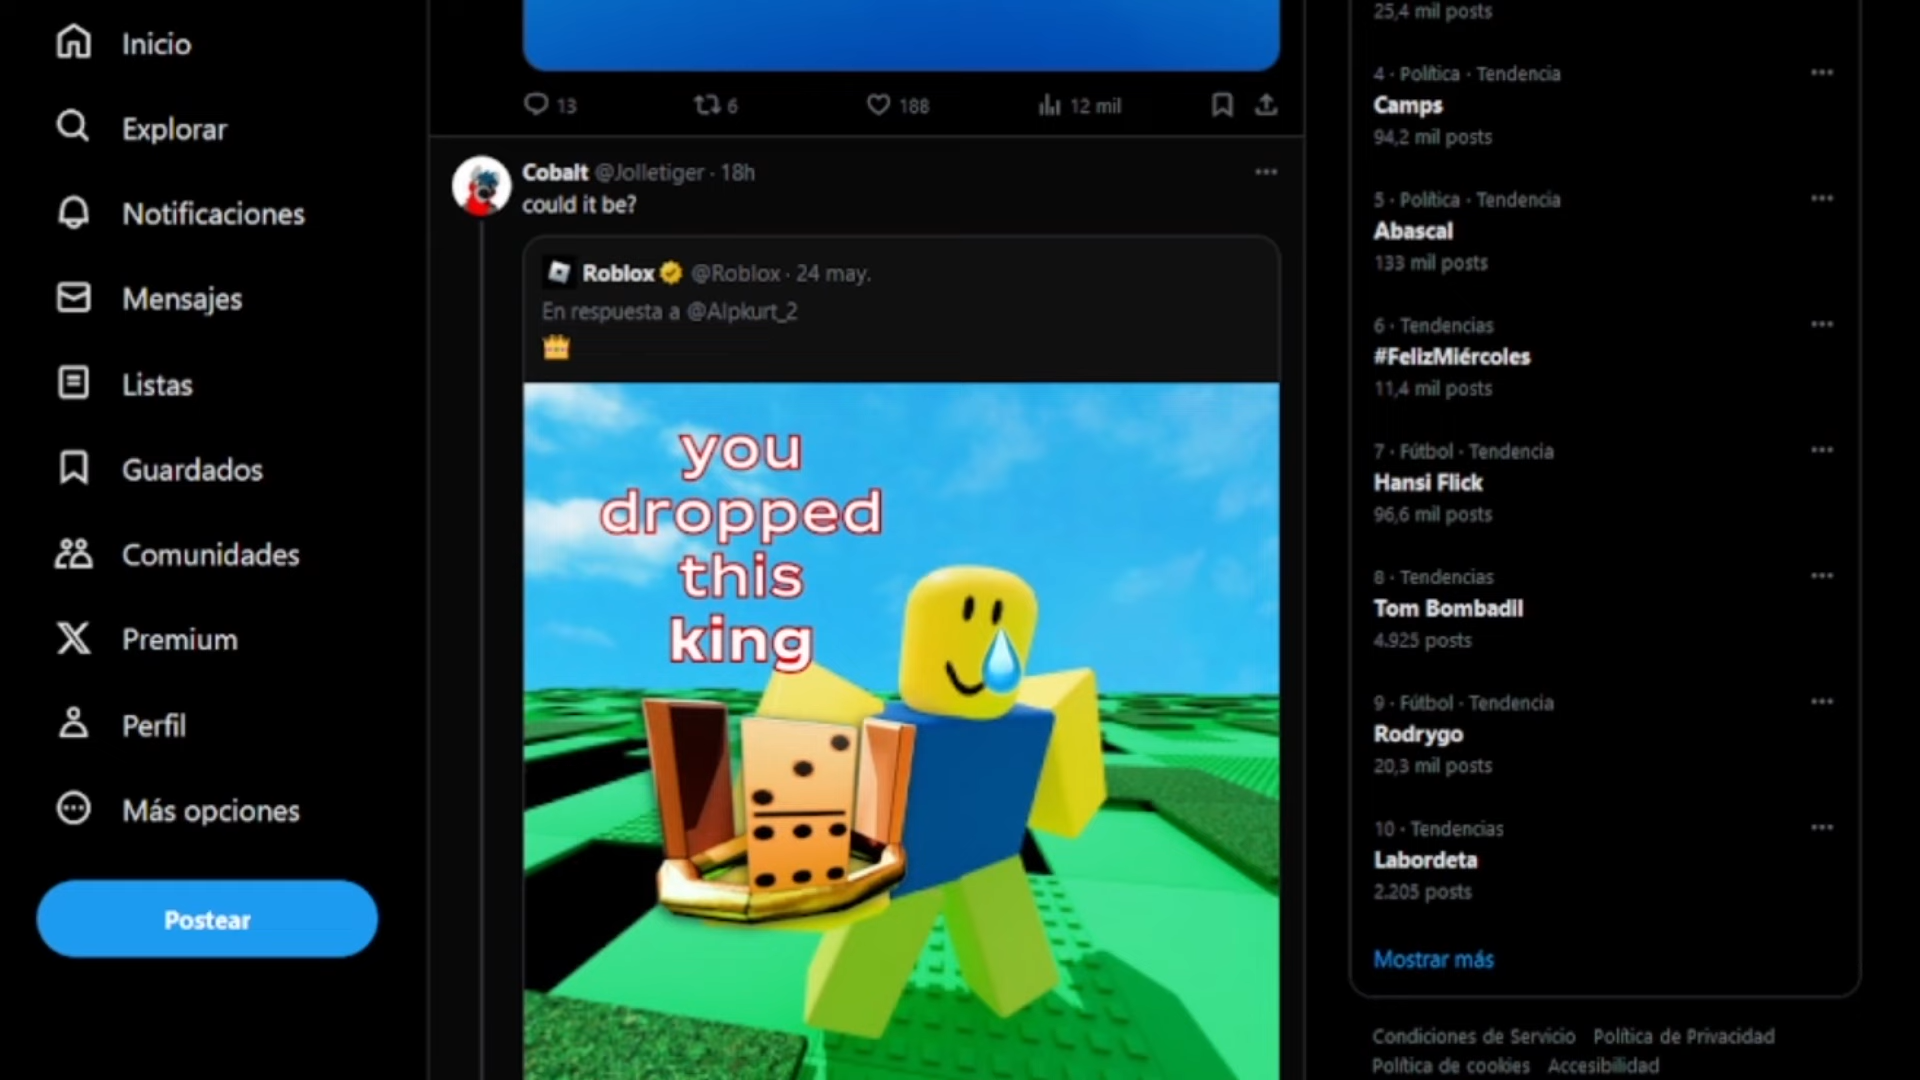 Inicio
Explorar
Notificaciones
Mensajes
Listas
Guardados
Comunidades
Premium
Perfil
Más opciones
Postear
13
6
188
12 mil
Cobalt @Jolletiger · 18h
could it be?
Roblox @Roblox · 24 may.
En respuesta a @Alpkurt_2
you
dropped
this
king
25,4 mil posts
4 · Política · Tendencia
Camps
94,2 mil posts
5 · Política · Tendencia
Abascal
133 mil posts
6 · Tendencias
#FelizMiércoles
11,4 mil posts
7 · Fútbol · Tendencia
Hansi Flick
96,6 mil posts
8 · Tendencias
Tom Bombadil
4.925 posts
9 · Fútbol · Tendencia
Rodrygo
20,3 mil posts
10 · Tendencias
Labordeta
2.205 posts
Mostrar más
Condiciones de Servicio Política de Privacidad
Política de cookies Accesibilidad